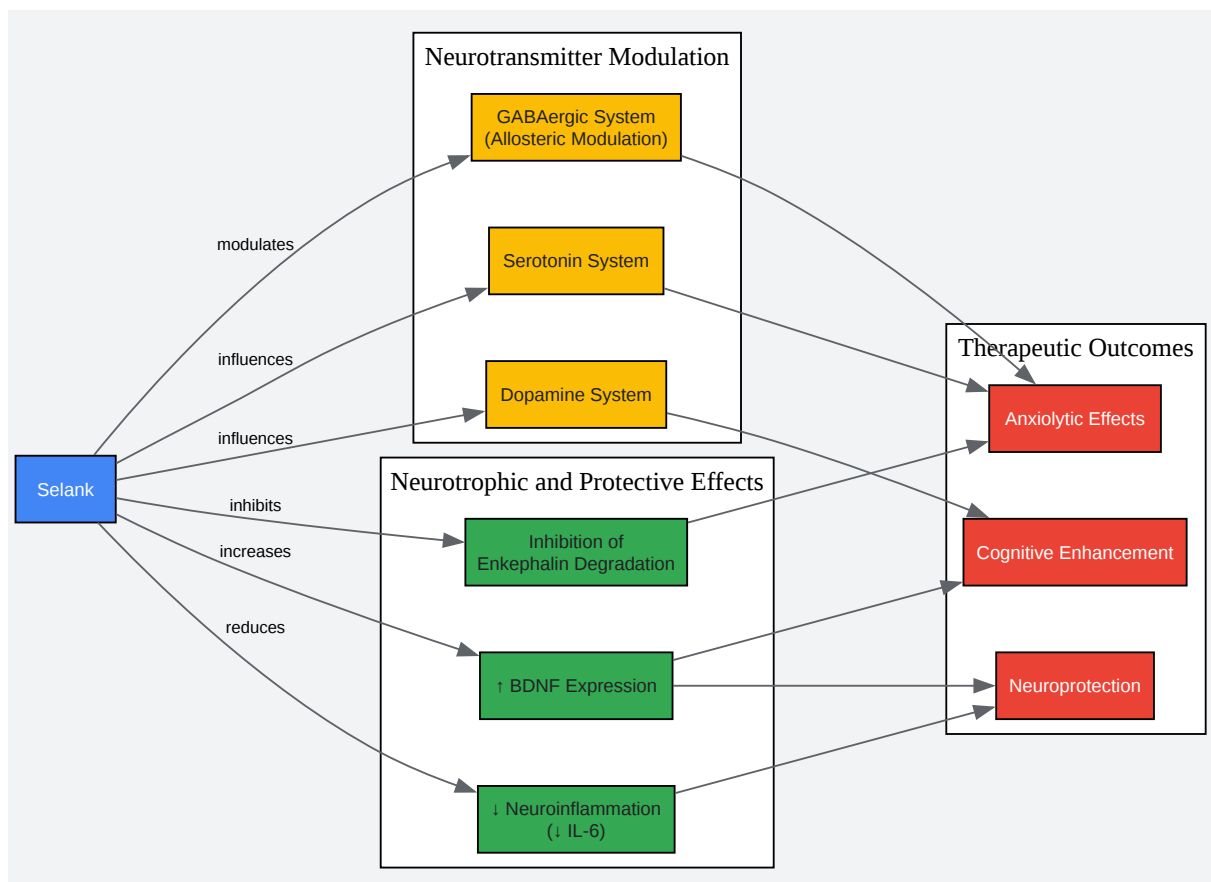 Selank
modulates
influences
influences
inhibits
increases
reduces
Neurotransmitter Modulation
GABAergic System
(Allosteric Modulation)
Serotonin System
Dopamine System
Neurotrophic and Protective Effects
Inhibition of
Enkephalin Degradation
↑ BDNF Expression
↓ Neuroinflammation
(↓ IL-6)
Therapeutic Outcomes
Anxiolytic Effects
Cognitive Enhancement
Neuroprotection